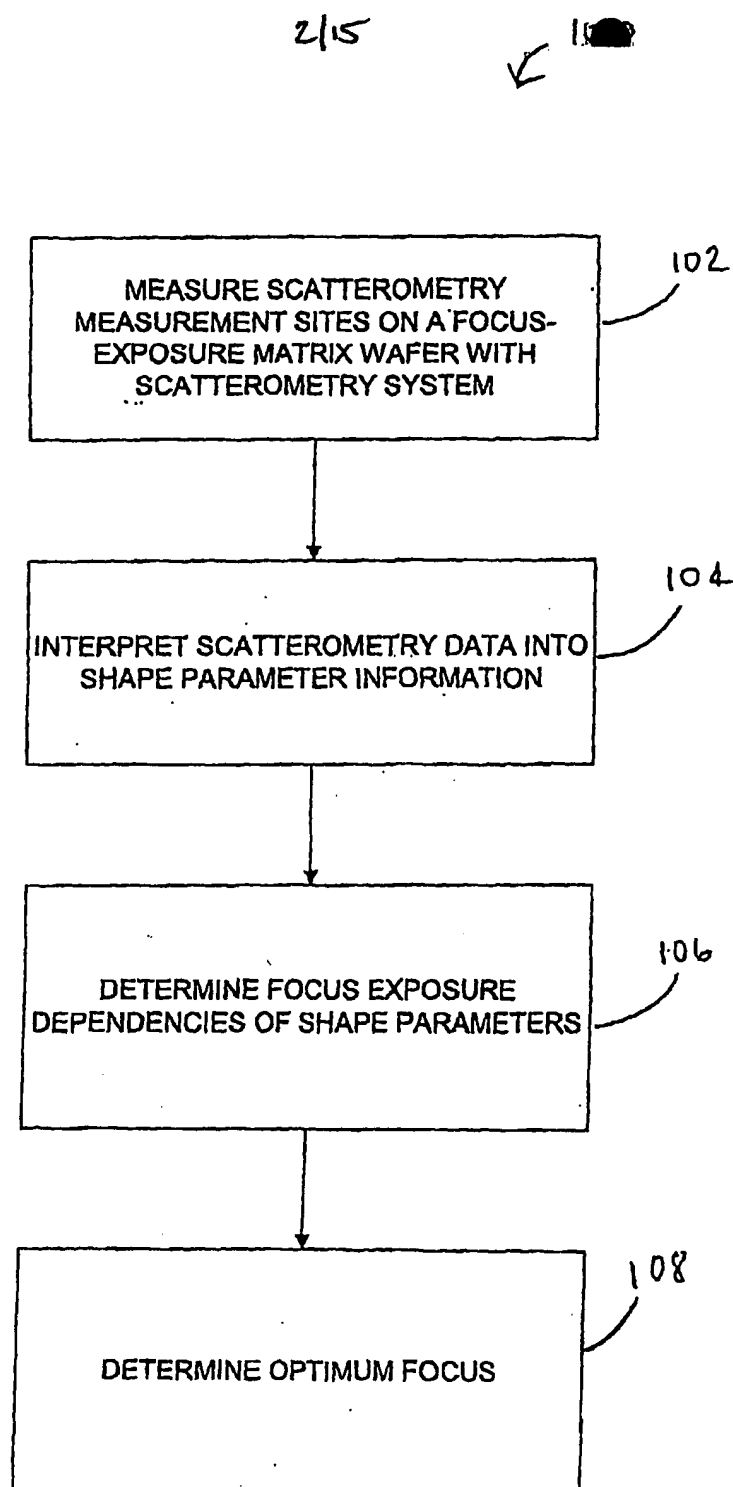 2/15
MEASURE SCATTEROMETRY
MEASUREMENT SITES ON A FOCUS-
EXPOSURE MATRIX WAFER WITH
SCATTEROMETRY SYSTEM
102
INTERPRET SCATTEROMETRY DATA INTO
SHAPE PARAMETER INFORMATION
104
DETERMINE FOCUS EXPOSURE
DEPENDENCIES OF SHAPE PARAMETERS
106
DETERMINE OPTIMUM FOCUS
108